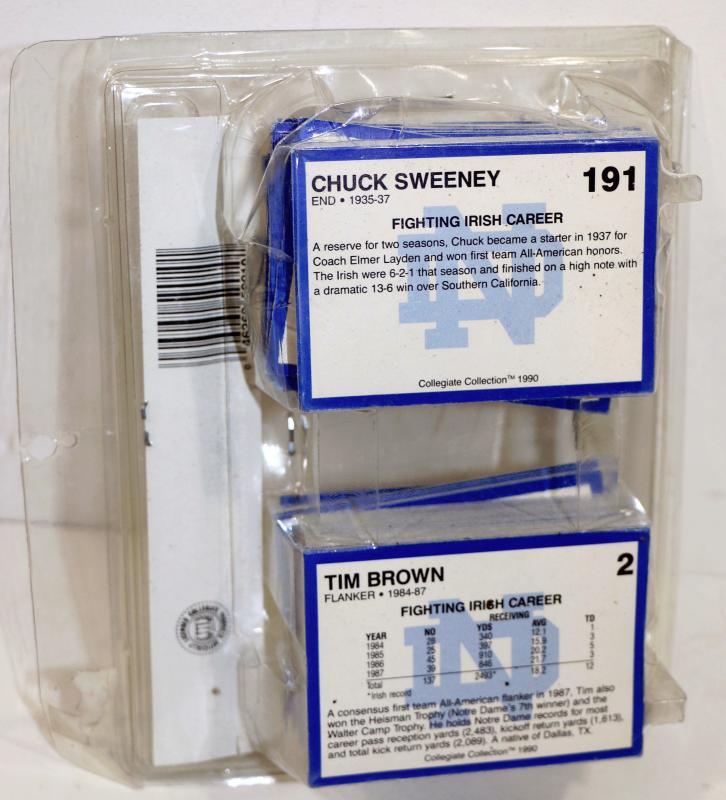 CHUCK SWEENEY
191
END • 1935-37
FIGHTING IRISH CAREER
A reserve for two seasons, Chuck became a starter in 1937 for
Coach Elmer Layden and won first team All-American honors.
The Irish were 6-2-1 that season and finished on a high note with
a dramatic 13-6 win over Southern California.
Collegiate Collection™ 1990
TIM BROWN
2
FLANKER • 1984-87
FIGHTING IRISH CAREER
RECEIVING
YEAR NO YDS AVG TD
1984 28 340 12.1 1
1985 25 397 15.9 3
1986 45 910 20.2 5
1987 39 846 21.7 3
Total 137 2493* 18.2 12
*Irish record
A consensus first team All-American flanker in 1987, Tim also
won the Heisman Trophy (Notre Dame's 7th winner) and the
Walter Camp Trophy. He holds Notre Dame records for most
career pass reception yards (2,483), kickoff return yards (1,613),
and total kick return yards (2,089). A native of Dallas, TX.
Collegiate Collection™ 1990